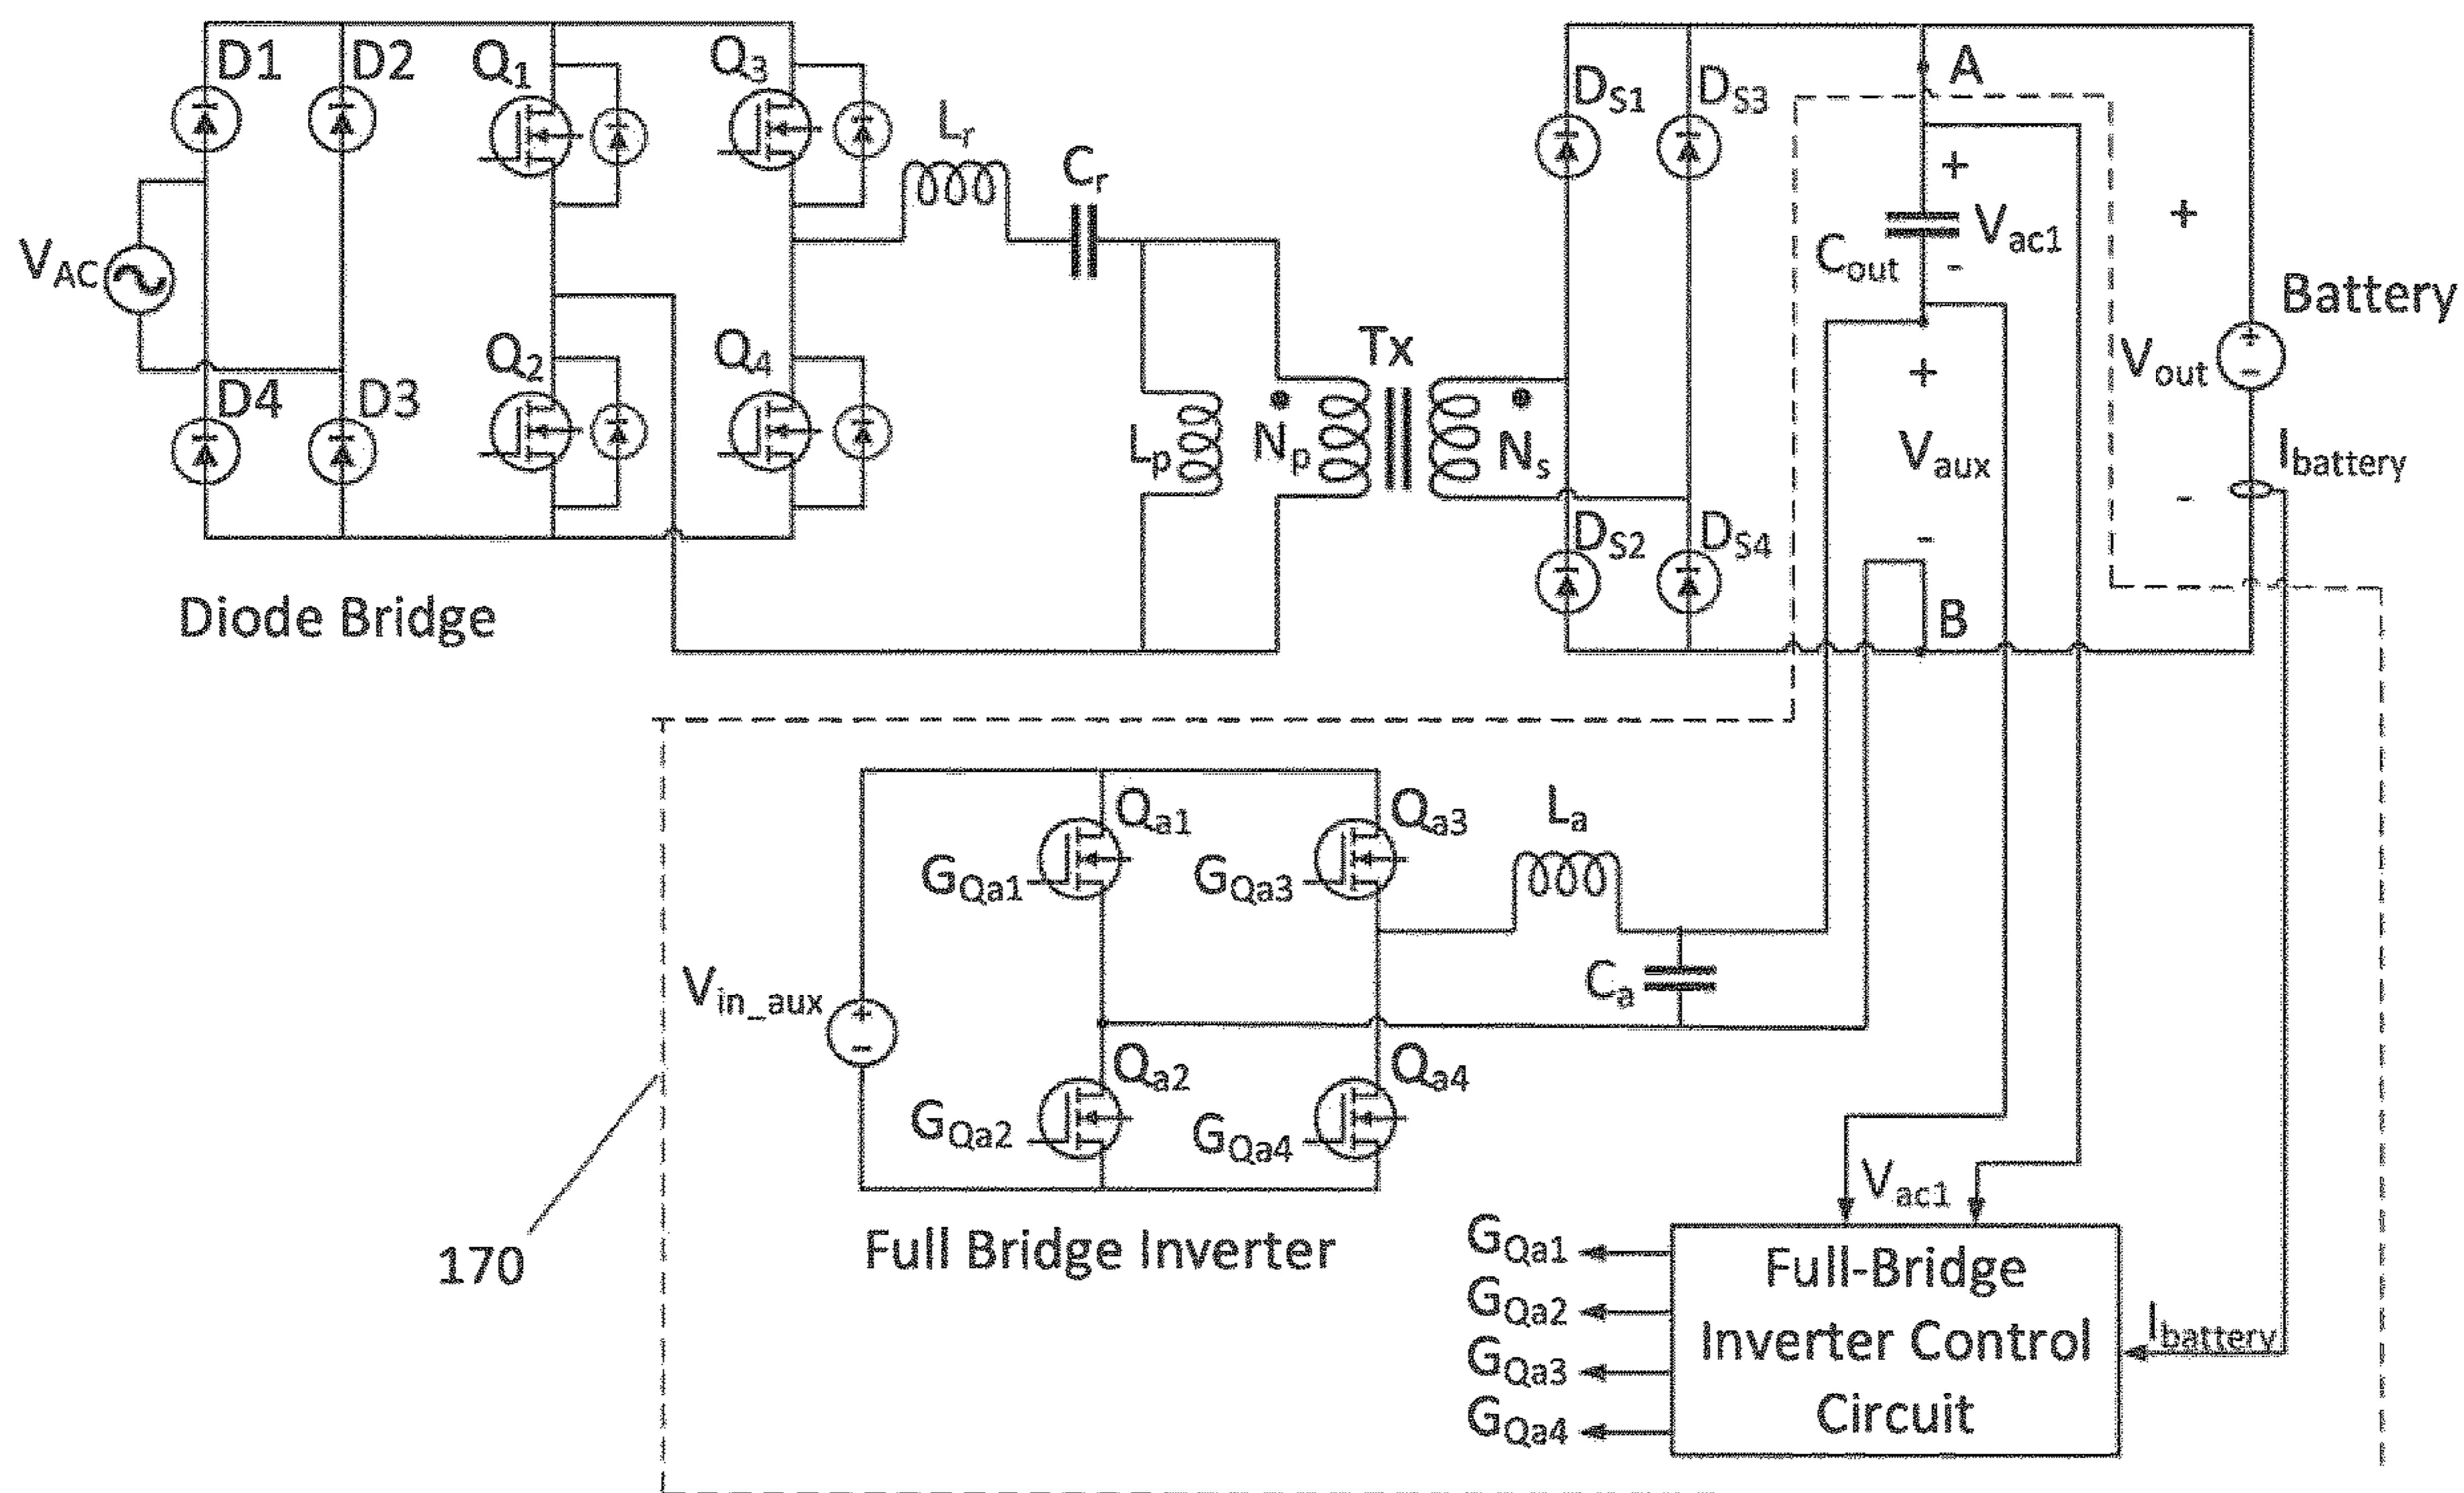 D1
D2
Q1
Q3
Lr
Cr
VAC
D4
D3
Q2
Q4
Diode Bridge
Lp
Np
Tx
Ns
DS1
DS3
DS2
DS4
A
+
Cout
Vac1
-
+
Vaux
-
B
+
Battery
+
-
Vout
-
Ibattery
Qa1
GQa1
Qa3
GQa3
La
Vin_aux
+
-
Ca
Qa2
GQa2
Qa4
GQa4
170
Full Bridge Inverter
Vac1
GQa1
GQa2
GQa3
GQa4
Full-Bridge
Inverter Control
Circuit
Ibattery